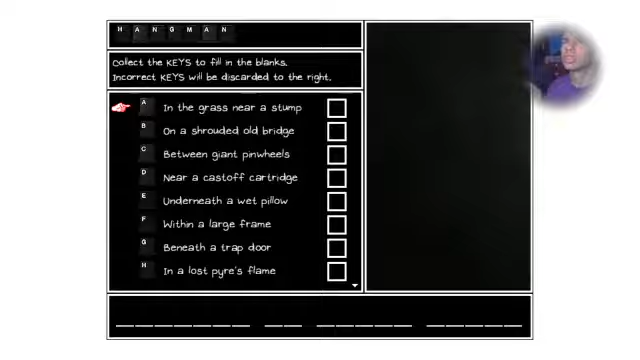 H A N G M A N
Collect the KEYS to fill in the blanks.
Incorrect KEYS will be discarded to the right.
A In the grass near a stump
B On a shrouded old bridge
C Between giant pinwheels
D Near a castoff cartridge
E Underneath a wet pillow
F Within a large frame
G Beneath a trap door
H In a lost pyre's flame